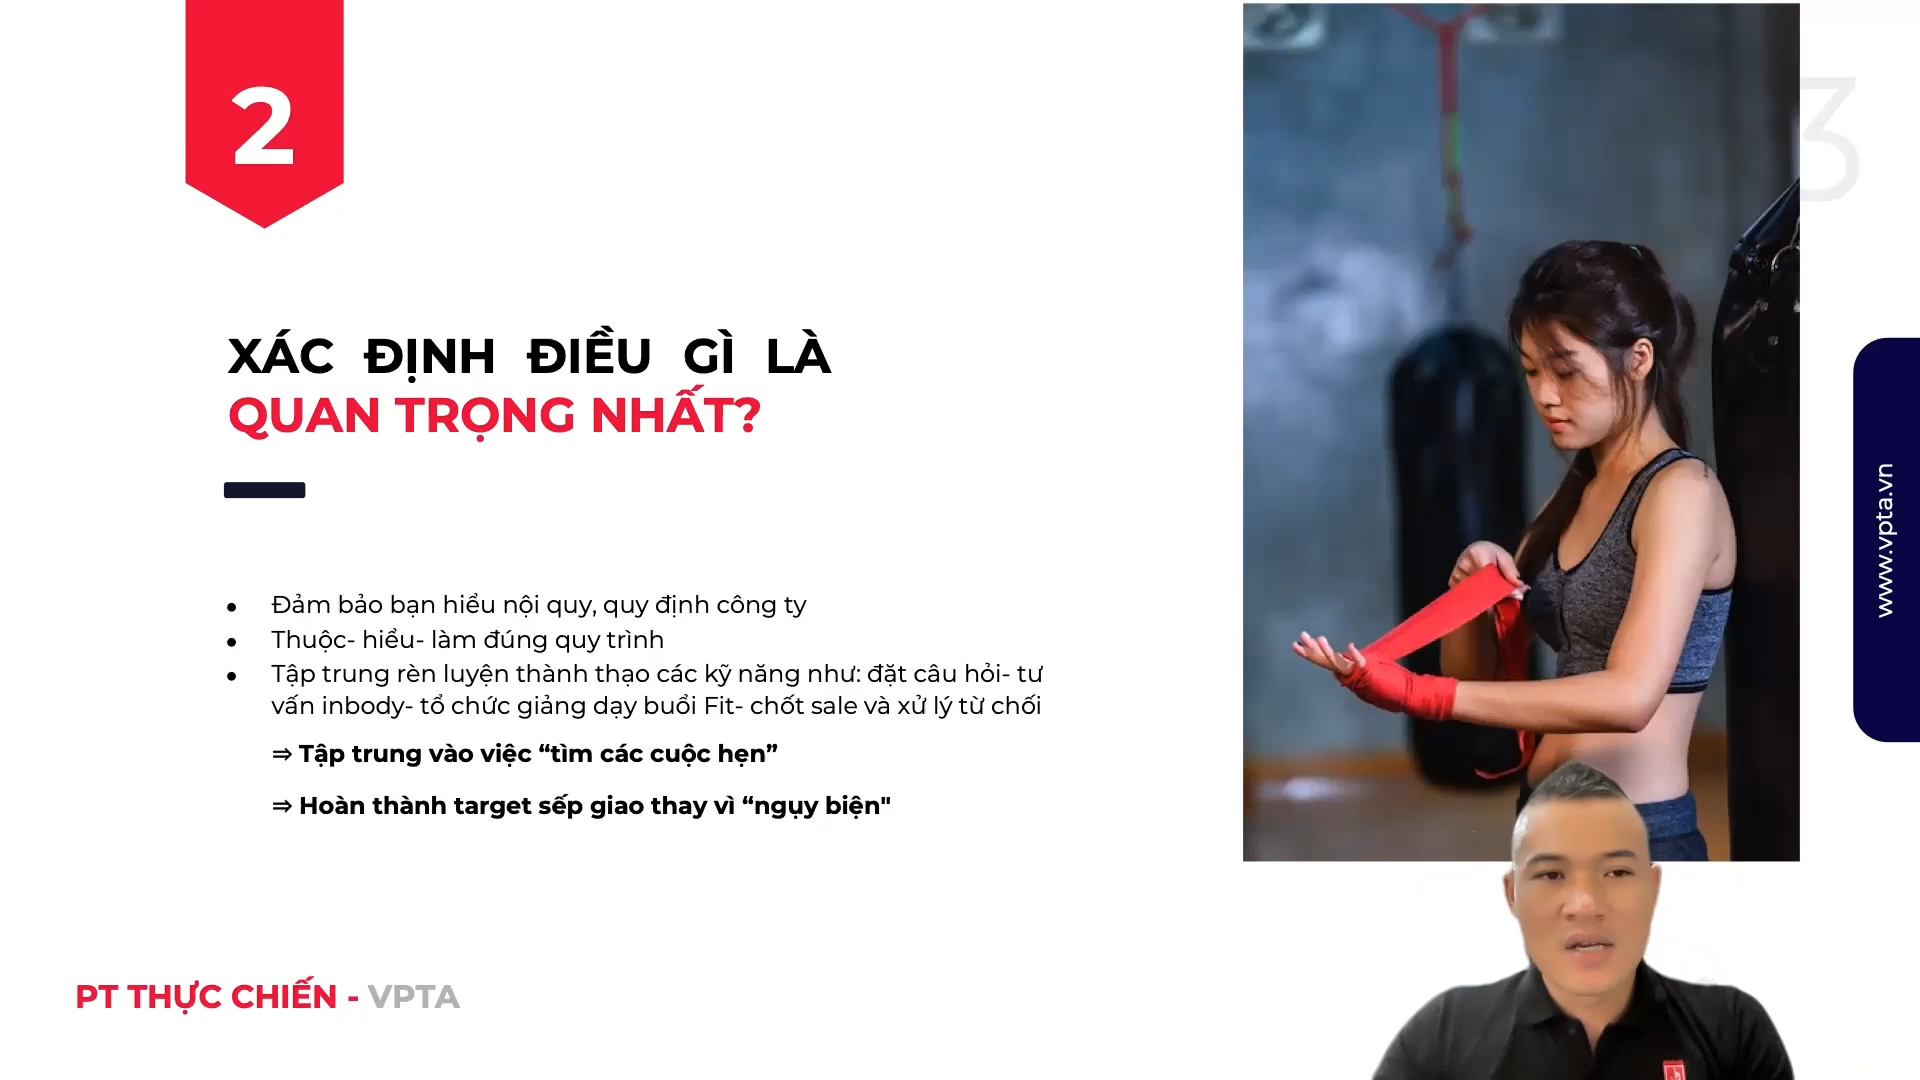 2
3
XÁC ĐỊNH ĐIỀU GÌ LÀ
QUAN TRỌNG NHẤT?
• Đảm bảo bạn hiểu nội quy, quy định công ty
• Thuộc- hiểu- làm đúng quy trình
• Tập trung rèn luyện thành thạo các kỹ năng như: đặt câu hỏi- tư
vấn inbody- tổ chức giảng dạy buổi Fit- chốt sale và xử lý từ chối
⇒ Tập trung vào việc “tìm các cuộc hẹn”
⇒ Hoàn thành target sếp giao thay vì “ngụy biện"
www.vpta.vn
PT THỰC CHIẾN - VPTA